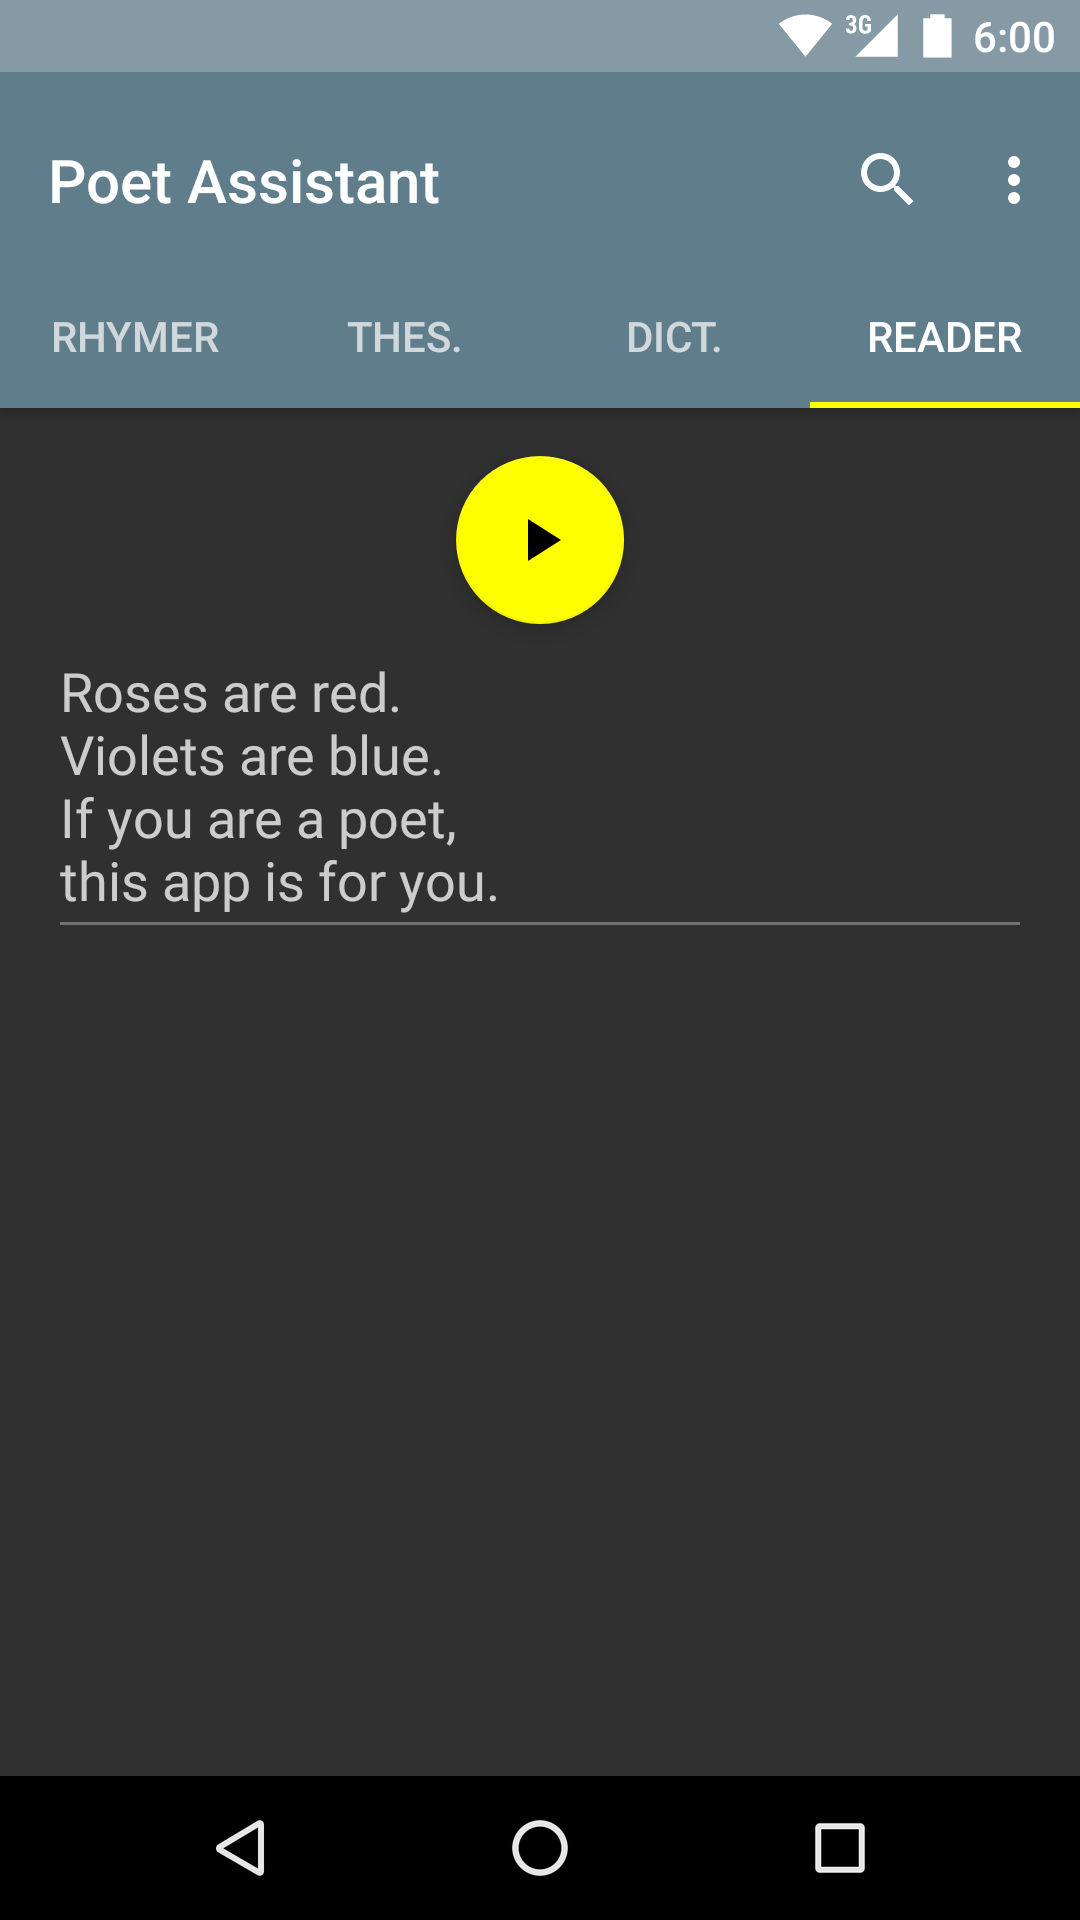 3G 6:00
Poet Assistant
RHYMER THES. DICT. READER
Roses are red.
Violets are blue.
If you are a poet,
this app is for you.